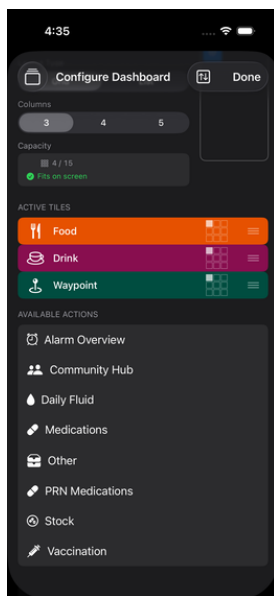 4:35
Configure Dashboard
Done
Columns
3 4 5
Capacity
4 / 15
Fits on screen
ACTIVE TILES
Food
Drink
Waypoint
AVAILABLE ACTIONS
Alarm Overview
Community Hub
Daily Fluid
Medications
Other
PRN Medications
Stock
Vaccination